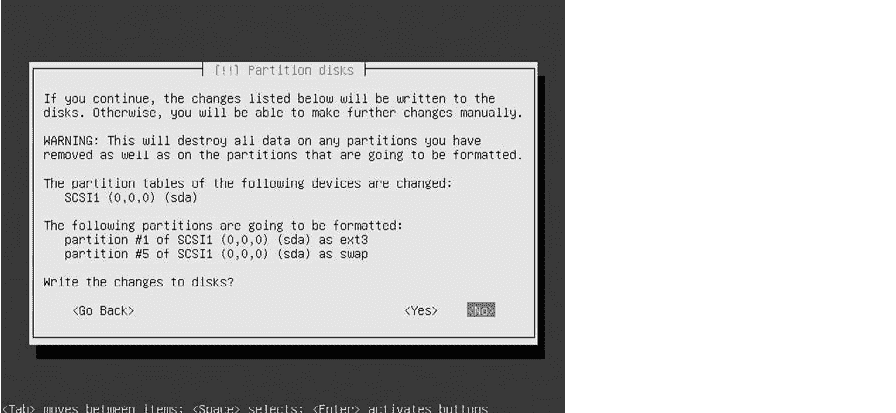 [!!] Partition disks
If you continue, the changes listed below will be written to the
disks. Otherwise, you will be able to make further changes manually.
WARNING: This will destroy all data on any partitions you have
removed as well as on the partitions that are going to be formatted.
The partition tables of the following devices are changed:
SCSI1 (0,0,0) (sda)
The following partitions are going to be formatted:
partition #1 of SCSI1 (0,0,0) (sda) as ext3
partition #5 of SCSI1 (0,0,0) (sda) as swap
Write the changes to disks?
<Go Back> <Yes> <No>
<Tab> moves between items; <Space> selects; <Enter> activates buttons